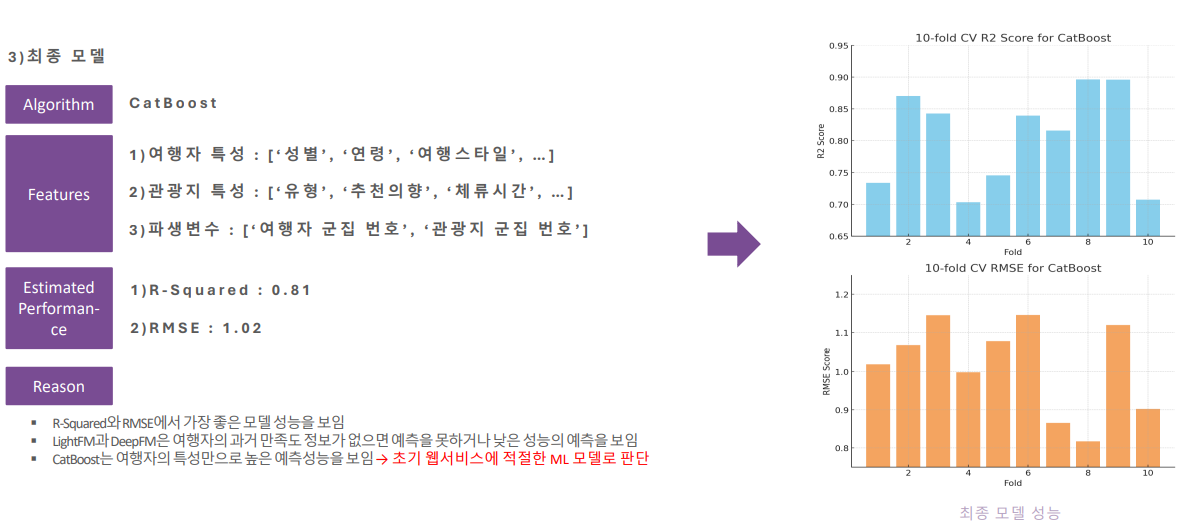 3)최종 모델
Algorithm
CatBoost
Features
1)여행자 특성 : [‘성별’, ‘연령’, ‘여행스타일’, …]
2)관광지 특성 : [‘유형’, ‘추천의향’, ‘체류시간’, …]
3)파생변수 : [‘여행자 군집 번호’, ‘관광지 군집 번호’]
Estimated
Performan-
ce
1)R-Squared : 0.81
2)RMSE : 1.02
Reason
▪ R-Squared와 RMSE에서 가장 좋은 모델 성능을 보임
▪ LightFM과 DeepFM은 여행자의 과거 만족도 정보가 없으면 예측을 못하거나 낮은 성능의 예측을 보임
▪ CatBoost는 여행자의 특성만으로 높은 예측성능을 보임 → 초기 웹서비스에 적절한 ML 모델로 판단
10-fold CV R2 Score for CatBoost
R2 Score
0.95
0.90
0.85
0.80
0.75
0.70
0.65
2 4 6 8 10
Fold
10-fold CV RMSE for CatBoost
RMSE Score
1.2
1.1
1.0
0.9
0.8
2 4 6 8 10
Fold
최종 모델 성능